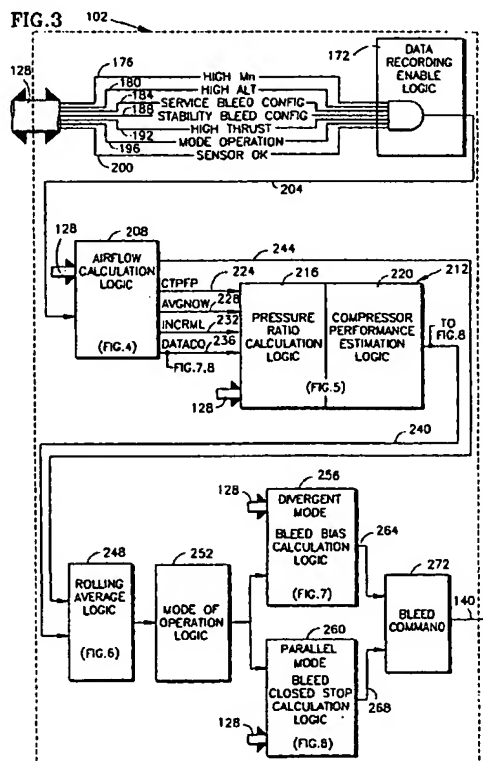 FIG.3
102
172
DATA
RECORDING
ENABLE
LOGIC
128
176
HIGH Mn
180
HIGH ALT
184
SERVICE BLEED CONFIG
188
STABILITY BLEED CONFIG
192
HIGH THRUST
196
MODE OPERATION
200
SENSOR OK
204
208
128
AIRFLOW
CALCULATION
LOGIC
(FIG.4)
244
CTPFP 224
AVGNOW 228
INCRML 232
DATACO 236
FIG.7,8
128
216
PRESSURE
RATIO
CALCULATION
LOGIC
220
212
COMPRESSOR
PERFORMANCE
ESTIMATION
LOGIC
(FIG.5)
TO
FIG.8
240
248
ROLLING
AVERAGE
LOGIC
(FIG.6)
252
MODE OF
OPERATION
LOGIC
256
128
DIVERGENT
MODE
BLEED BIAS
CALCULATION
LOGIC
(FIG.7)
264
260
PARALLEL
MODE
BLEED
CLOSED STOP
CALCULATION
LOGIC
(FIG.8)
128
268
272
BLEED
COMMAND
140